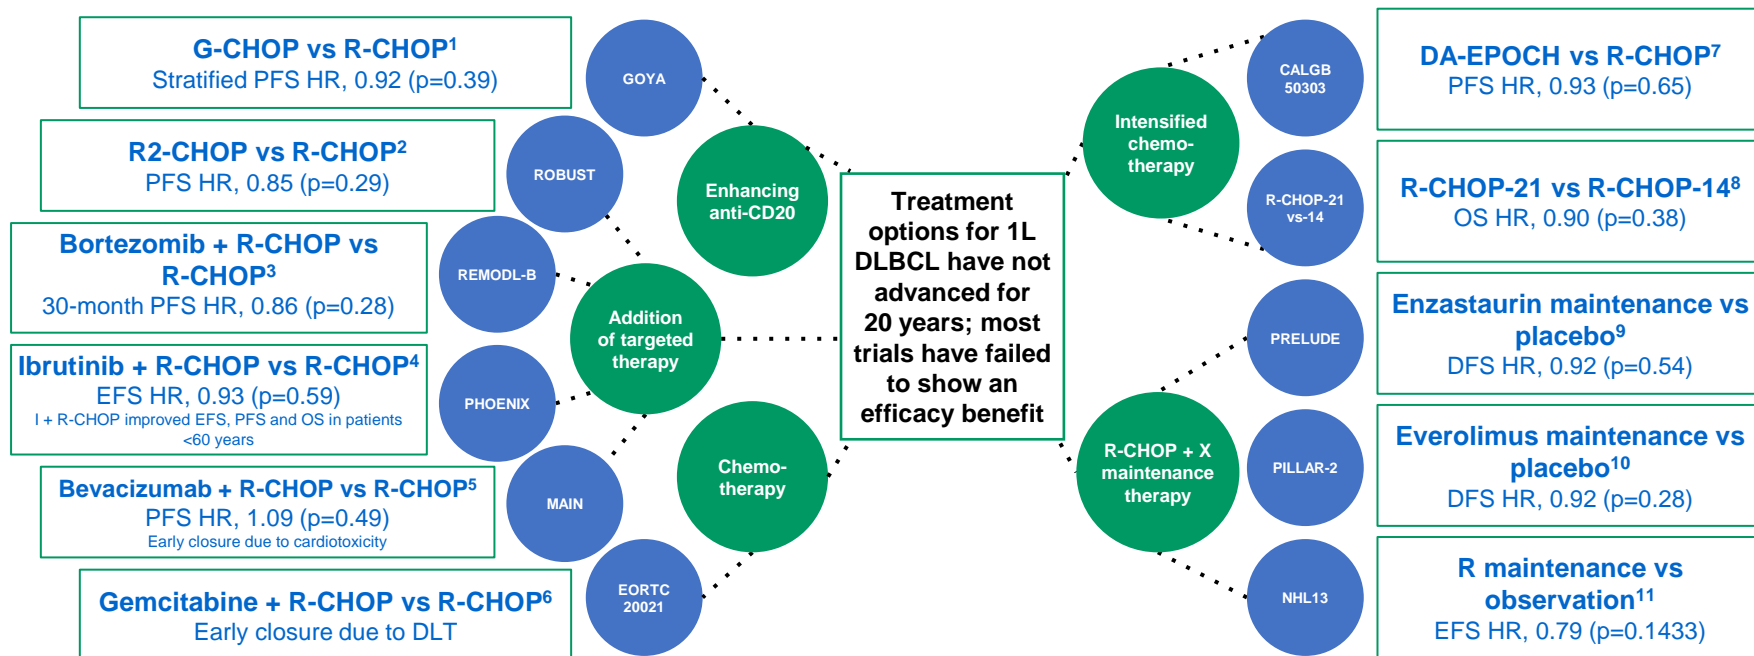 G-CHOP vs R-CHOP¹
Stratified PFS HR, 0.92 (p=0.39)
R2-CHOP vs R-CHOP²
PFS HR, 0.85 (p=0.29)
Bortezomib + R-CHOP vs
R-CHOP³
30-month PFS HR, 0.86 (p=0.28)
Ibrutinib + R-CHOP vs R-CHOP⁴
EFS HR, 0.93 (p=0.59)
I + R-CHOP improved EFS, PFS and OS in patients
<60 years
Bevacizumab + R-CHOP vs R-CHOP⁵
PFS HR, 1.09 (p=0.49)
Early closure due to cardiotoxicity
Gemcitabine + R-CHOP vs R-CHOP⁶
Early closure due to DLT
GOYA
ROBUST
REMODL-B
PHOENIX
MAIN
EORTC
20021
Enhancing
anti-CD20
Addition
of targeted
therapy
Chemo-
therapy
Treatment
options for 1L
DLBCL have not
advanced for
20 years; most
trials have failed
to show an
efficacy benefit
Intensified
chemo-
therapy
R-CHOP + X
maintenance
therapy
CALGB
50303
R-CHOP-21
vs-14
PRELUDE
PILLAR-2
NHL13
DA-EPOCH vs R-CHOP⁷
PFS HR, 0.93 (p=0.65)
R-CHOP-21 vs R-CHOP-14⁸
OS HR, 0.90 (p=0.38)
Enzastaurin maintenance vs
placebo⁹
DFS HR, 0.92 (p=0.54)
Everolimus maintenance vs
placebo¹⁰
DFS HR, 0.92 (p=0.28)
R maintenance vs
observation¹¹
EFS HR, 0.79 (p=0.1433)